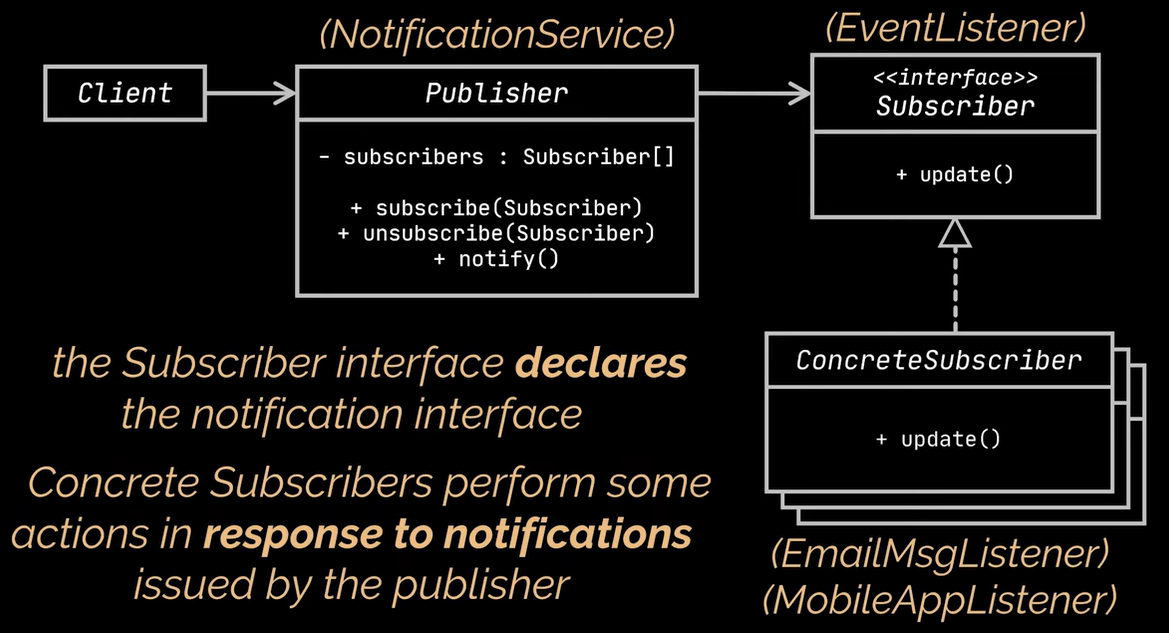 (NotificationService)
(EventListener)
Client
Publisher
<<interface>>
Subscriber
- subscribers : Subscriber[]
+ subscribe(Subscriber)
+ unsubscribe(Subscriber)
+ notify()
+ update()
the Subscriber interface declares
the notification interface
Concrete Subscribers perform some
actions in response to notifications
issued by the publisher
ConcreteSubscriber
+ update()
(EmailMsgListener)
(MobileAppListener)